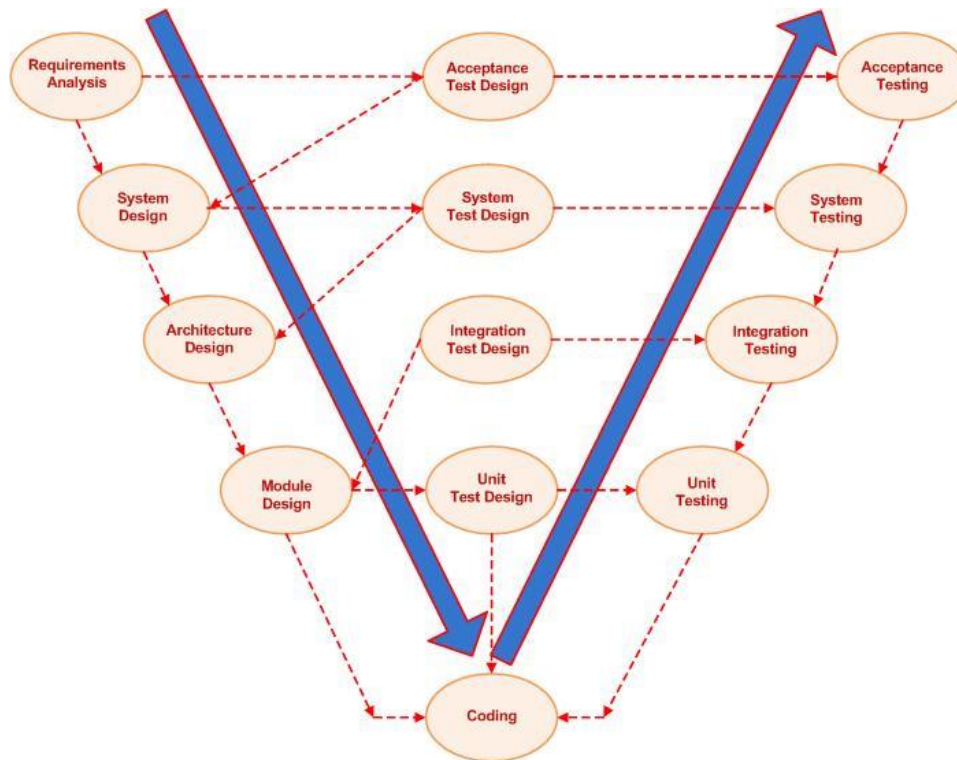 Requirements
Analysis
Acceptance
Test Design
Acceptance
Testing
System
Design
System
Test Design
System
Testing
Architecture
Design
Integration
Test Design
Integration
Testing
Module
Design
Unit
Test Design
Unit
Testing
Coding